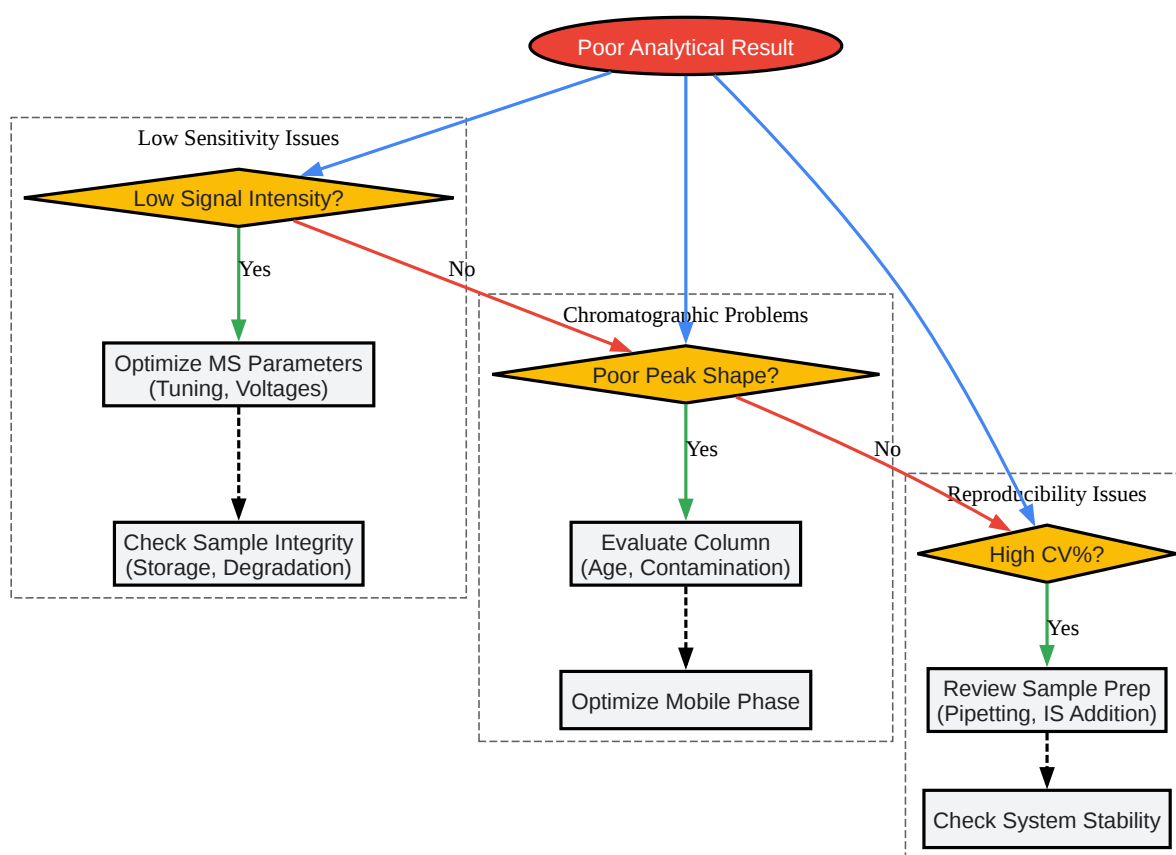 Poor Analytical Result
Low Sensitivity Issues
Low Signal Intensity?
Yes
No
Optimize MS Parameters
(Tuning, Voltages)
Check Sample Integrity
(Storage, Degradation)
Chromatographic Problems
Poor Peak Shape?
Yes
No
Evaluate Column
(Age, Contamination)
Optimize Mobile Phase
Reproducibility Issues
High CV%?
Yes
Review Sample Prep
(Pipetting, IS Addition)
Check System Stability